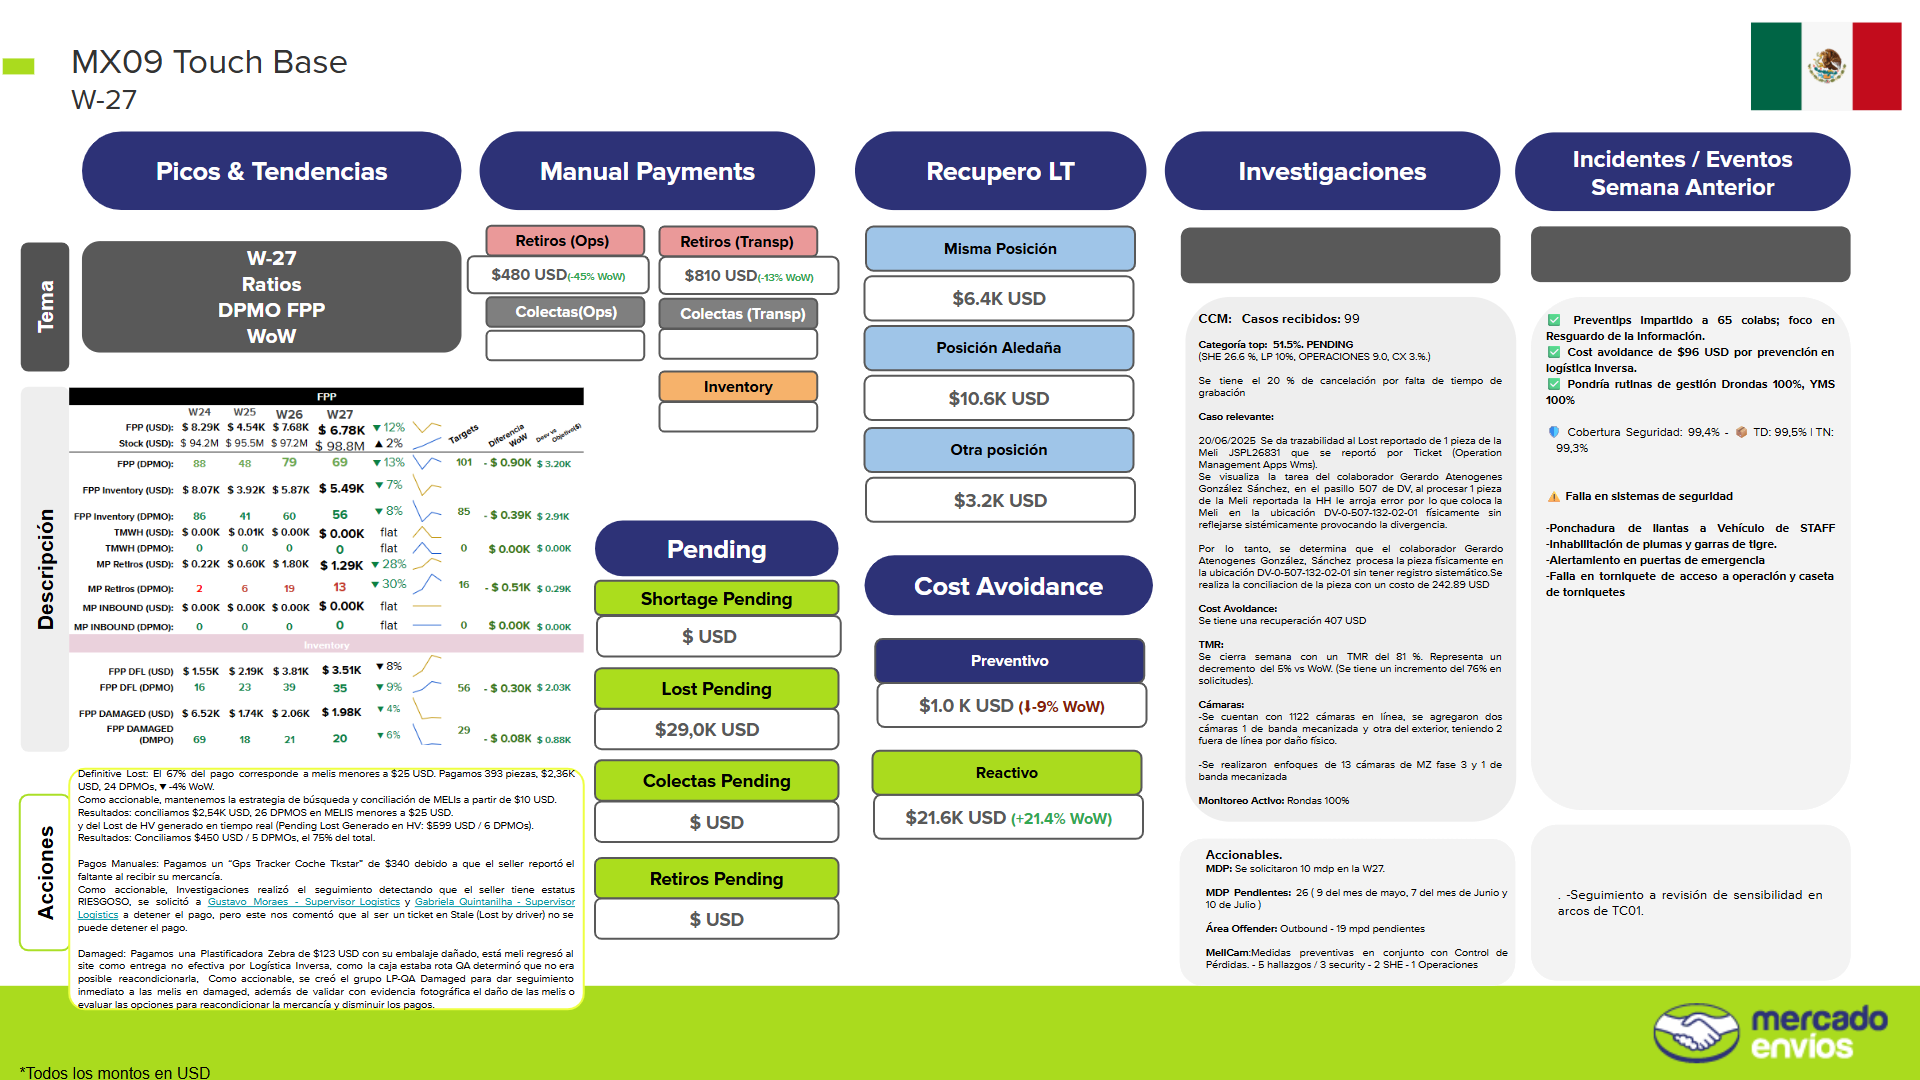 MX09 Touch Base
W-27
Picos & Tendencias
Manual Payments
Recupero LT
Investigaciones
Incidentes / Eventos
Semana Anterior
Tema
W-27
Ratios
DPMO FPP
WoW
Retiros (Ops)
$480 USD(-45% WoW)
Colectas(Ops)
Retiros (Transp)
$810 USD(-13% WoW)
Colectas (Transp)
Inventory
Misma Posición
$6.4K USD
Posición Aledaña
$10.6K USD
Otra posición
$3.2K USD
Descripción
FPP
W24 W25 W26 W27
Targets Diferencia WoW Desv vs Objetivo($)
FPP (USD): $ 8.29K $ 4.54K $ 7.68K $ 6.78K ▼12%
Stock (USD): $ 94.2M $ 95.5M $ 97.2M $ 98.8M ▲ 2%
FPP (DPMO): 88 48 79 69 ▼13% 101 - $ 0.90K $ 3.20K
FPP Inventory (USD): $ 8.07K $ 3.92K $ 5.87K $ 5.49K ▼7%
FPP Inventory (DPMO): 86 41 60 56 ▼8% 85 - $ 0.39K $ 2.91K
TMWH (USD): $ 0.00K $ 0.01K $ 0.00K $ 0.00K flat
TMWH (DPMO): 0 0 0 0 flat 0 $ 0.00K $ 0.00K
MP Retiros (USD): $ 0.22K $ 0.60K $ 1.80K $ 1.29K ▼28%
MP Retiros (DPMO): 2 6 19 13 ▼30% 16 - $ 0.51K $ 0.29K
MP INBOUND (USD): $ 0.00K $ 0.00K $ 0.00K $ 0.00K flat
MP INBOUND (DPMO): 0 0 0 0 flat 0 $ 0.00K $ 0.00K
Inventory
FPP DFL (USD) $ 1.55K $ 2.19K $ 3.81K $ 3.51K ▼8%
FPP DFL (DPMO) 16 23 39 35 ▼9% 56 - $ 0.30K $ 2.03K
FPP DAMAGED (USD) $ 6.52K $ 1.74K $ 2.06K $ 1.98K ▼4%
FPP DAMAGED
(DMPO) 69 18 21 20 ▼6% 29 - $ 0.08K $ 0.88K
Pending
Shortage Pending
$ USD
Lost Pending
$29,0K USD
Colectas Pending
$ USD
Retiros Pending
$ USD
Cost Avoidance
Preventivo
$1.0 K USD (⬇-9% WoW)
Reactivo
$21.6K USD (+21.4% WoW)
CCM: Casos recibidos: 99
Categoría top: 51.5%. PENDING
(SHE 26.6 %, LP 10%, OPERACIONES 9.0, CX 3.%.)
Se tiene el 20 % de cancelación por falta de tiempo de
grabación
Caso relevante:
20/06/2025 Se da trazabilidad al Lost reportado de 1 pieza de la
Meli JSPL26831 que se reportó por Ticket (Operation
Management Apps Wms).
Se visualiza la tarea del colaborador Gerardo Atenogenes
González Sánchez, en el pasillo 507 de DV, al procesar 1 pieza
de la Meli reportada la HH le arroja error por lo que coloca la
Meli en la ubicación DV-0-507-132-02-01 físicamente sin
reflejarse sistémicamente provocando la divergencia.
Por lo tanto, se determina que el colaborador Gerardo
Atenogenes González, Sánchez procesa la pieza físicamente en
la ubicación DV-0-507-132-02-01 sin tener registro sistemático.Se
realiza la conciliacion de la pieza con un costo de 242.89 USD
Cost Avoidance:
Se tiene una recuperación 407 USD
TMR:
Se cierra semana con un TMR del 81 %. Representa un
decremento del 5% vs WoW. (Se tiene un incremento del 76% en
solicitudes).
Cámaras:
-Se cuentan con 1122 cámaras en línea, se agregaron dos
cámaras 1 de banda mecanizada y otra del exterior, teniendo 2
fuera de línea por daño físico.
-Se realizaron enfoques de 13 cámaras de MZ fase 3 y 1 de
banda mecanizada
Monitoreo Activo: Rondas 100%
✅ Preventips Impartido a 65 colabs; foco en
Resguardo de la Información.
✅ Cost avoidance de $96 USD por prevención en
logística Inversa.
✅ Pondría rutinas de gestión Drondas 100%, YMS
100%
🛡 Cobertura Seguridad: 99,4% - 📦 TD: 99,5% | TN:
99,3%
⚠ Falla en sistemas de seguridad
-Ponchadura de llantas a Vehículo de STAFF
-Inhabilitación de plumas y garras de tigre.
-Alertamiento en puertas de emergencia
-Falla en torniquete de acceso a operación y caseta
de torniquetes
Acciones
Definitive Lost: El 67% del pago corresponde a melis menores a $25 USD. Pagamos 393 piezas, $2,36K
USD, 24 DPMOs, ▼ -4% WoW.
Como accionable, mantenemos la estrategia de búsqueda y conciliación de MELIs a partir de $10 USD.
Resultados: conciliamos $2,54K USD, 26 DPMOS en MELIS menores a $25 USD.
y del Lost de HV generado en tiempo real (Pending Lost Generado en HV: $599 USD / 6 DPMOs).
Resultados: Conciliamos $450 USD / 5 DPMOs, el 75% del total.
Pagos Manuales: Pagamos un “Gps Tracker Coche Tkstar” de $340 debido a que el seller reportó el
faltante al recibir su mercancía.
Como accionable, Investigaciones realizó el seguimiento detectando que el seller tiene estatus
RIESGOSO, se solicitó a Gustavo Moraes - Supervisor Logístics y Gabriela Quintanilha - Supervisor
Logistics a detener el pago, pero este nos comentó que al ser un ticket en Stale (Lost by driver) no se
puede detener el pago.
Damaged: Pagamos una Plastificadora Zebra de $123 USD con su embalaje dañado, está meli regresó al
site como entrega no efectiva por Logística Inversa, como la caja estaba rota QA determinó que no era
posible reacondicionarla, Como accionable, se creó el grupo LP-QA Damaged para dar seguimiento
inmediato a las melis en damaged, además de validar con evidencia fotográfica el daño de las melis o
evaluar las opciones para reacondicionar la mercancía y disminuir los pagos.
Accionables.
MDP: Se solicitaron 10 mdp en la W27.
MDP Pendientes: 26 ( 9 del mes de mayo, 7 del mes de Junio y
10 de Julio )
Área Offender: Outbound - 19 mpd pendientes
MeliCam:Medidas preventivas en conjunto con Control de
Pérdidas. - 5 hallazgos / 3 security - 2 SHE - 1 Operaciones
. -Seguimiento a revisión de sensibilidad en
arcos de TC01.
mercado
envios
*Todos los montos en USD